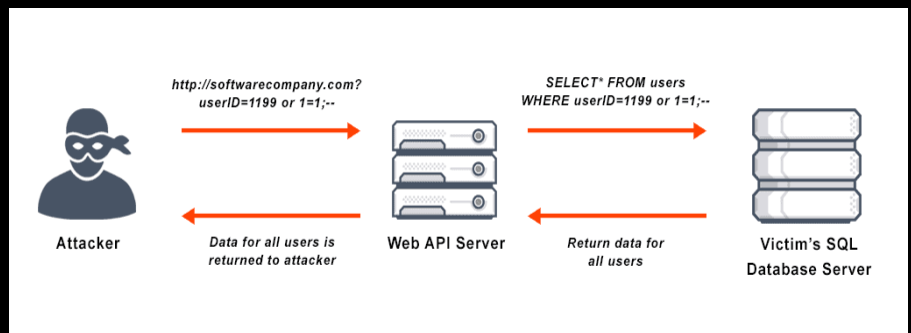 http://softwarecompany.com?
userID=1199 or 1=1;--
SELECT* FROM users
WHERE userID=1199 or 1=1;--
Attacker
Data for all users is
returned to attacker
Web API Server
Return data for
all users
Victim's SQL
Database Server